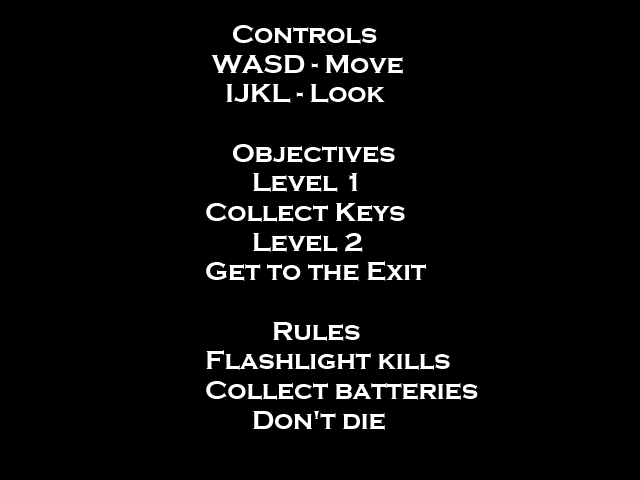 Controls
WASD - Move
IJKL - Look
Objectives
Level 1
Collect Keys
Level 2
Get to the Exit
Rules
Flashlight kills
Collect batteries
Don't die